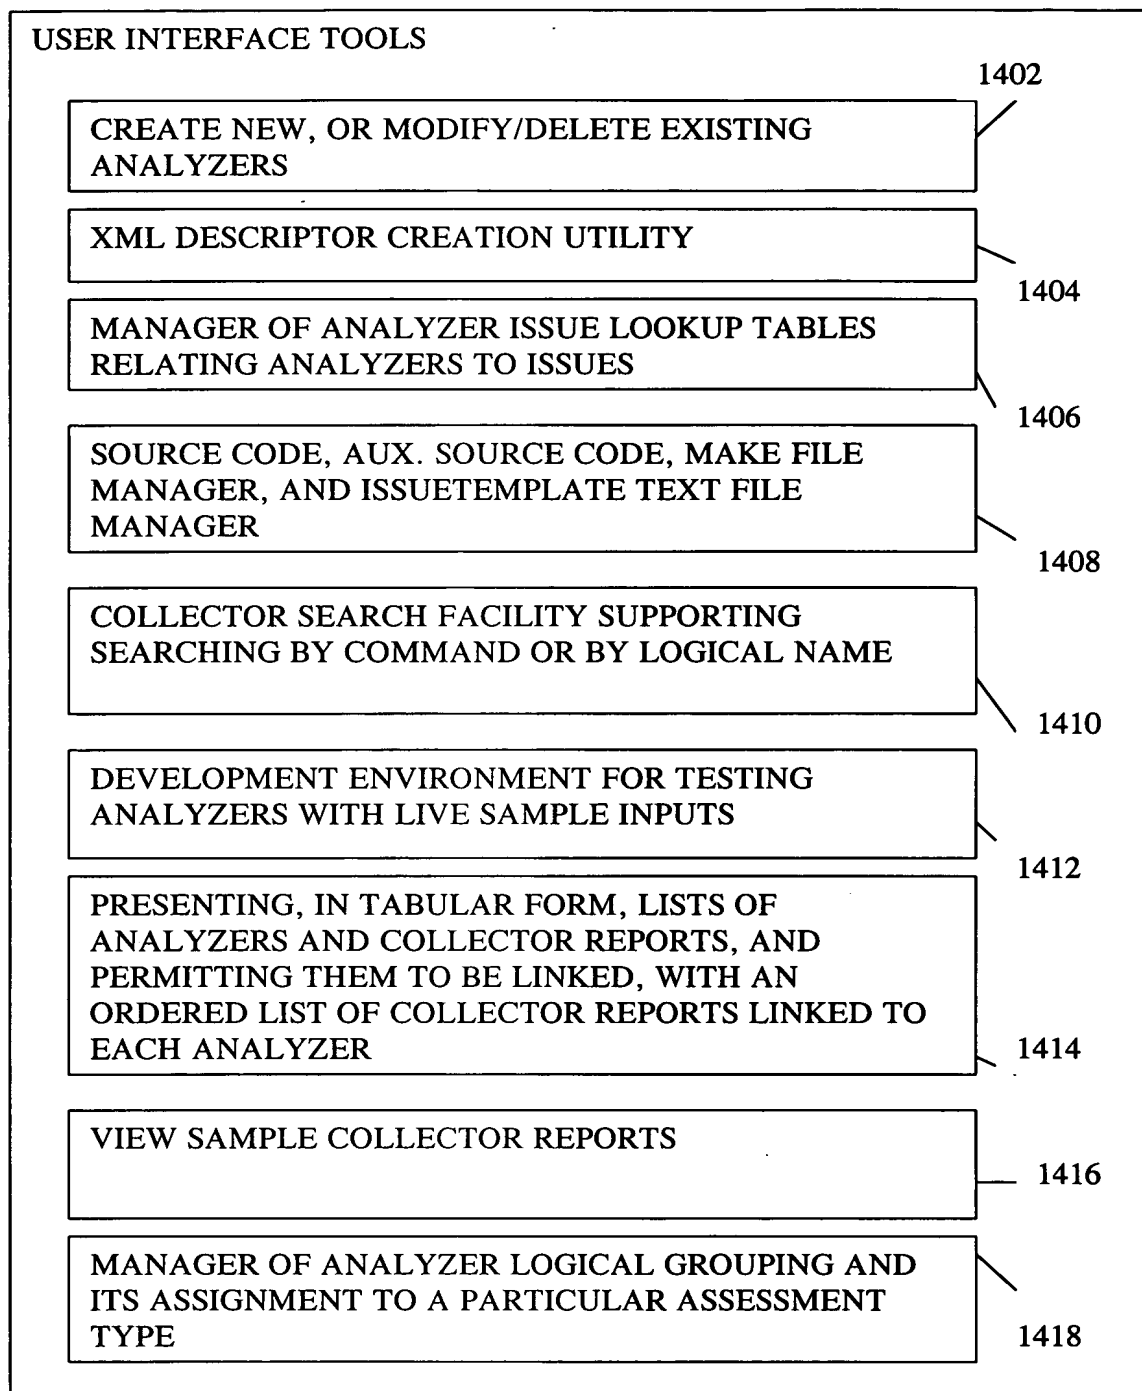 USER INTERFACE TOOLS
1402
CREATE NEW, OR MODIFY/DELETE EXISTING
ANALYZERS
XML DESCRIPTOR CREATION UTILITY
1404
MANAGER OF ANALYZER ISSUE LOOKUP TABLES
RELATING ANALYZERS TO ISSUES
1406
SOURCE CODE, AUX. SOURCE CODE, MAKE FILE
MANAGER, AND ISSUETEMPLATE TEXT FILE
MANAGER
1408
COLLECTOR SEARCH FACILITY SUPPORTING
SEARCHING BY COMMAND OR BY LOGICAL NAME
1410
DEVELOPMENT ENVIRONMENT FOR TESTING
ANALYZERS WITH LIVE SAMPLE INPUTS
1412
PRESENTING, IN TABULAR FORM, LISTS OF
ANALYZERS AND COLLECTOR REPORTS, AND
PERMITTING THEM TO BE LINKED, WITH AN
ORDERED LIST OF COLLECTOR REPORTS LINKED TO
EACH ANALYZER
1414
VIEW SAMPLE COLLECTOR REPORTS
1416
MANAGER OF ANALYZER LOGICAL GROUPING AND
ITS ASSIGNMENT TO A PARTICULAR ASSESSMENT
TYPE
1418